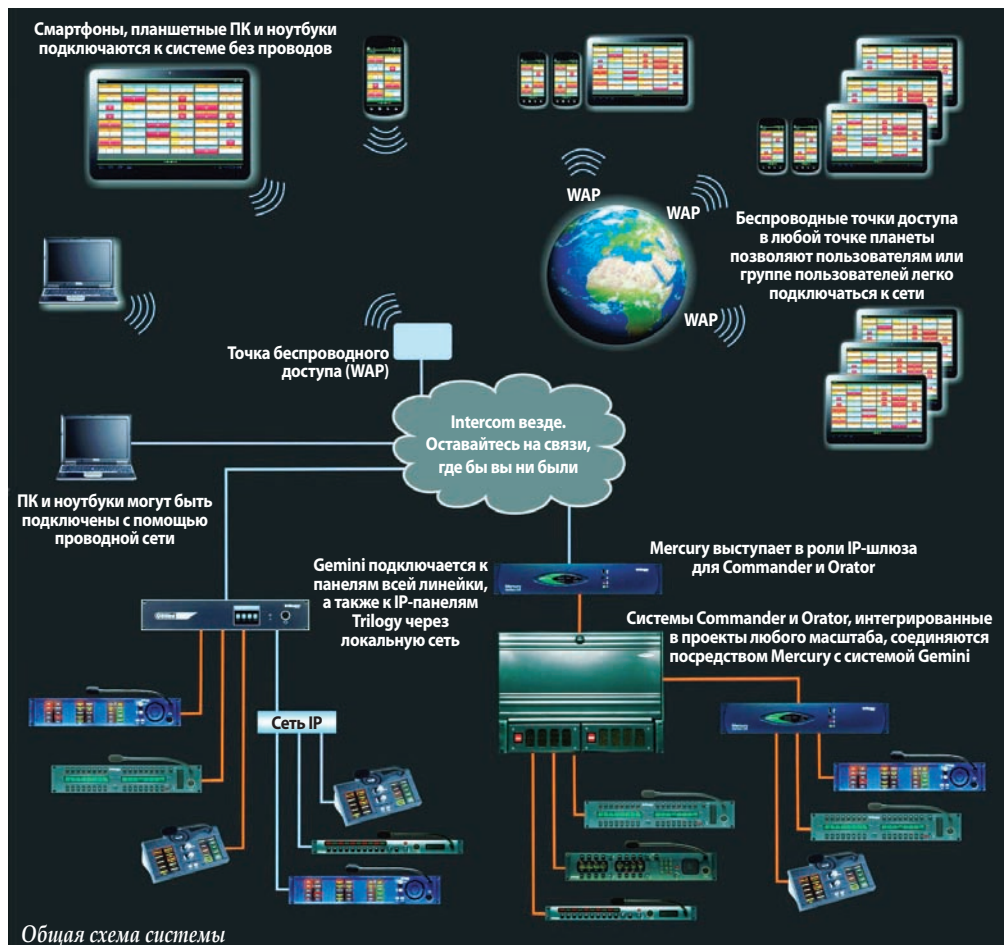 Смартфоны, планшетные ПК и ноутбуки
подключаются к системе без проводов
WAP
WAP
WAP
Беспроводные точки доступа
в любой точке планеты
позволяют пользователям или
группе пользователей легко
подключаться к сети
Точка беспроводного
доступа (WAP)
Intercom везде.
Оставайтесь на связи,
где бы вы ни были
ПК и ноутбуки могут быть
подключены с помощью
проводной сети
Gemini подключается к
панелям всей линейки,
а также к IP-панелям
Trilogy через
локальную сеть
Mercury выступает в роли IP-шлюза
для Commander и Orator
Системы Commander и Orator, интегрированные
в проекты любого масштаба, соединяются
посредством Mercury с системой Gemini
Сеть IP
Общая схема системы